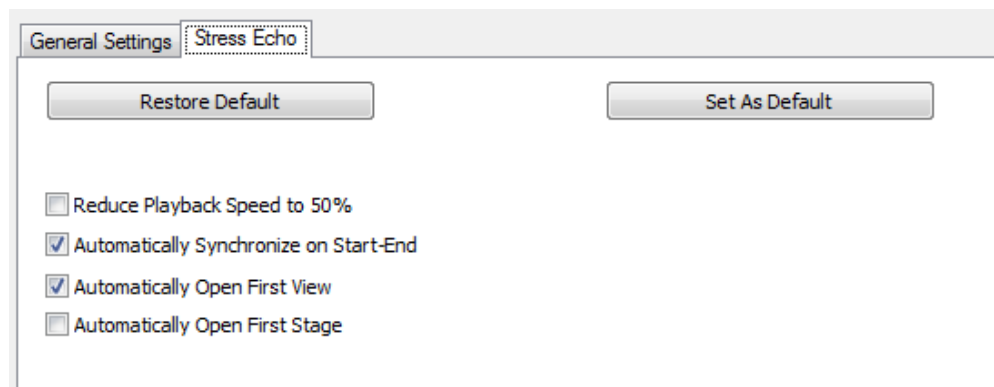 General Settings Stress Echo
Restore Default Set As Default
Reduce Playback Speed to 50%
Automatically Synchronize on Start-End
Automatically Open First View
Automatically Open First Stage